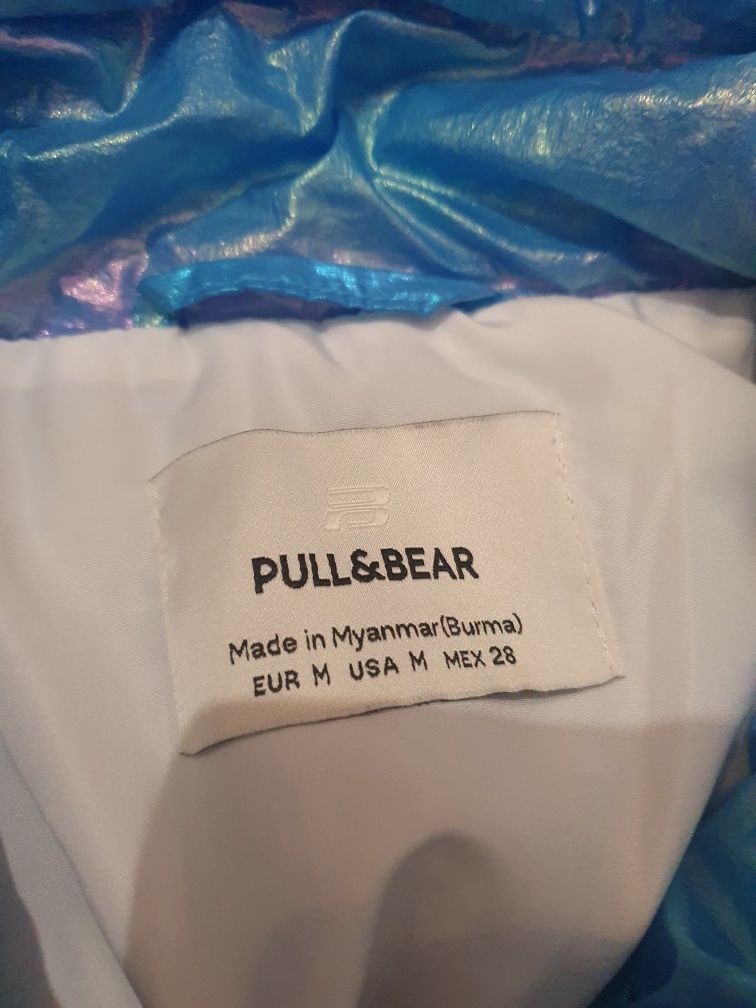 PULL&BEAR
Made in Myanmar(Burma)
EUR M USA M MEX 28